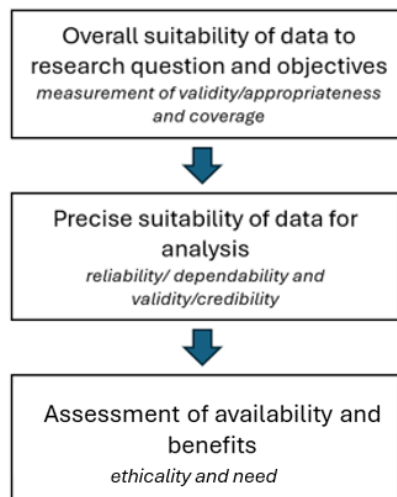 Overall suitability of data to
research question and objectives
measurement of validity/appropriateness
and coverage
Precise suitability of data for
analysis
reliability/ dependability and
validity/credibility
Assessment of availability and
benefits
ethicality and need